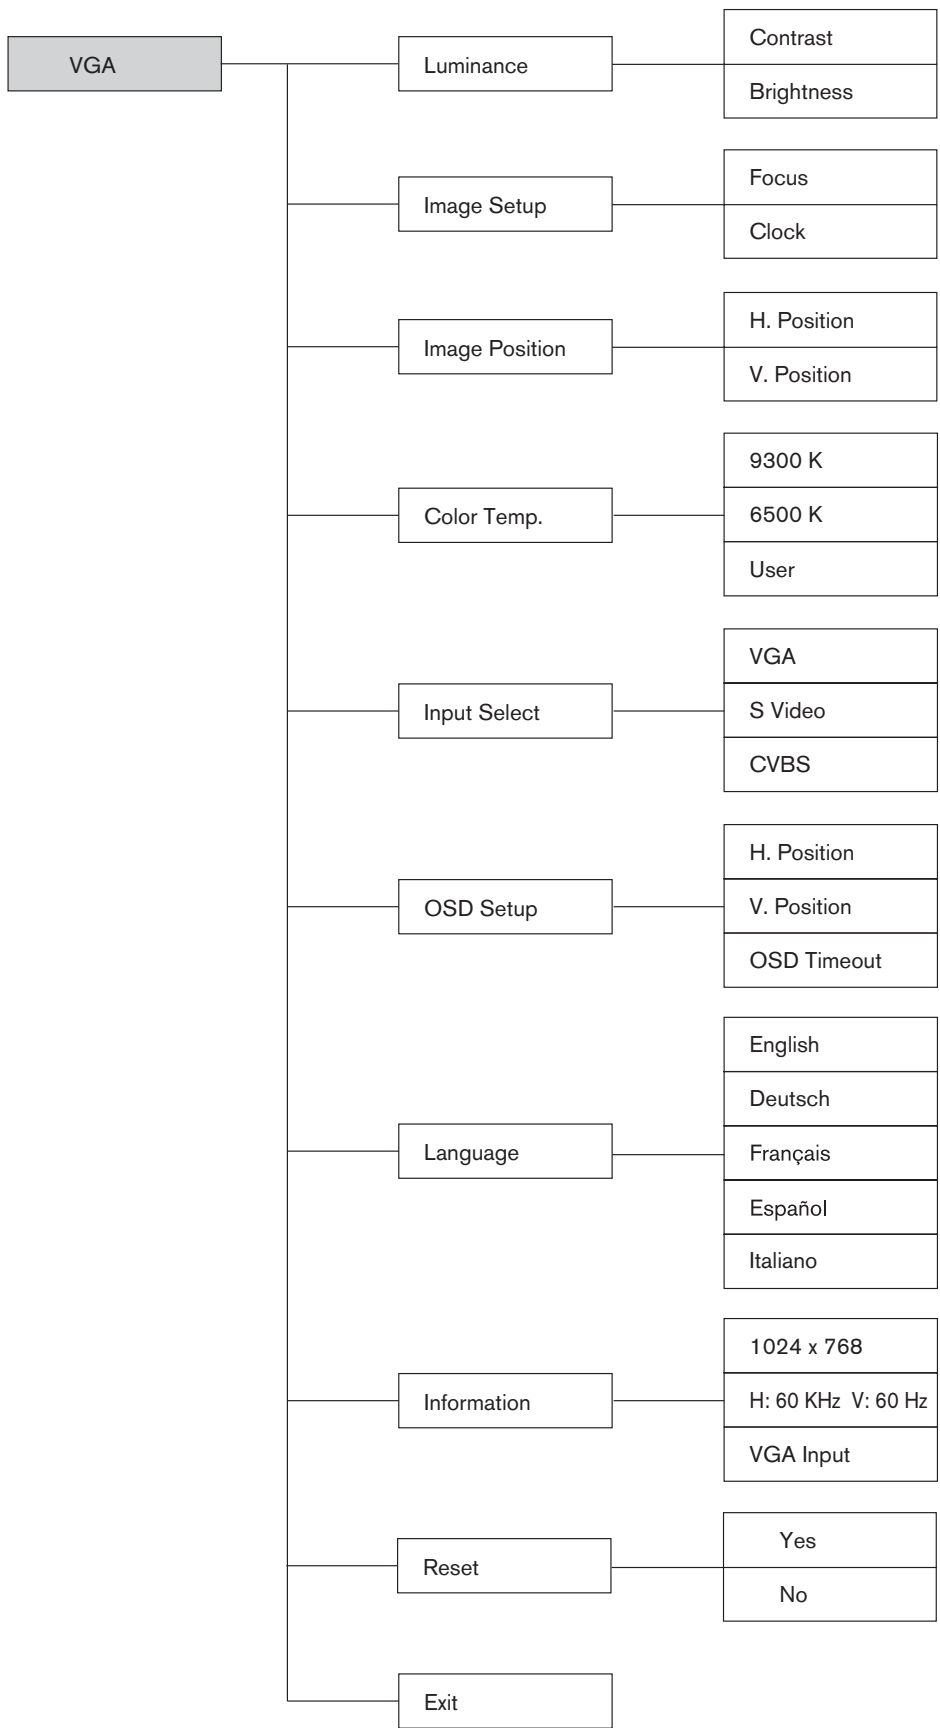 VGA
Luminance
Contrast
Brightness
Image Setup
Focus
Clock
Image Position
H. Position
V. Position
Color Temp.
9300 K
6500 K
User
Input Select
VGA
S Video
CVBS
OSD Setup
H. Position
V. Position
OSD Timeout
Language
English
Deutsch
Français
Español
Italiano
Information
1024 x 768
H: 60 KHz V: 60 Hz
VGA Input
Reset
Yes
No
Exit